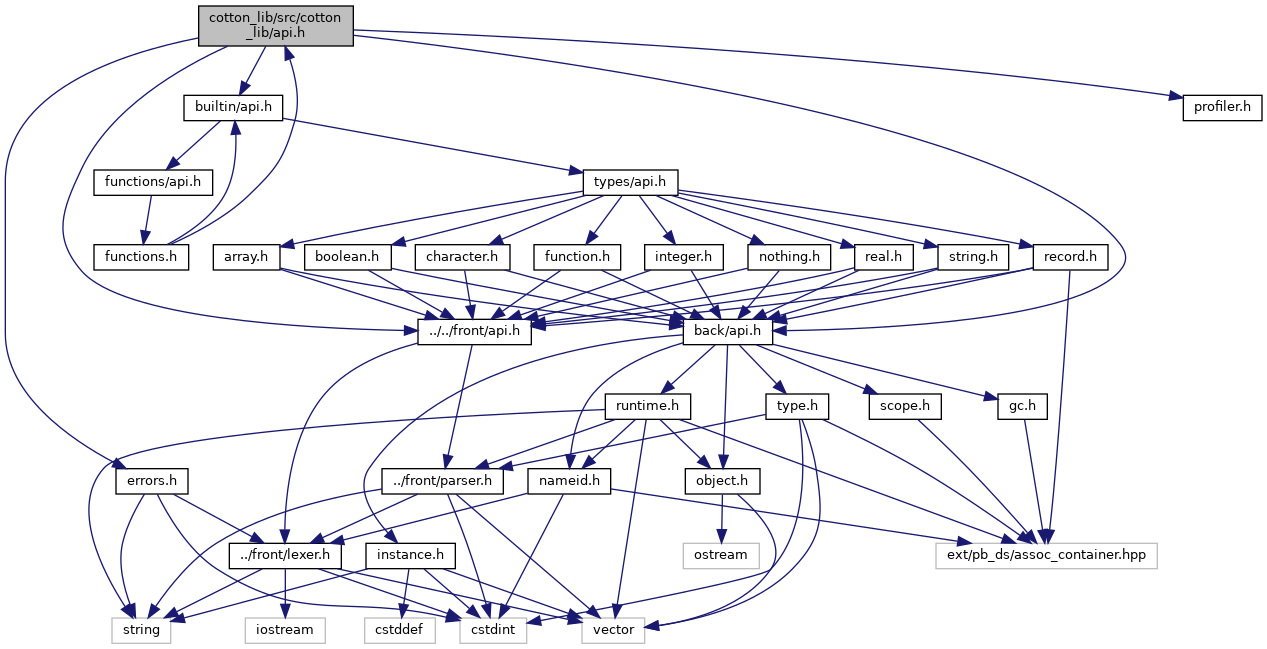 cotton_lib/src/cotton
_lib/api.h
builtin/api.h
profiler.h
functions/api.h
types/api.h
functions.h
array.h
boolean.h
character.h
function.h
integer.h
nothing.h
real.h
string.h
record.h
../../front/api.h
back/api.h
runtime.h
type.h
scope.h
gc.h
errors.h
../front/parser.h
nameid.h
object.h
../front/lexer.h
instance.h
ostream
ext/pb_ds/assoc_container.hpp
string
iostream
cstddef
cstdint
vector